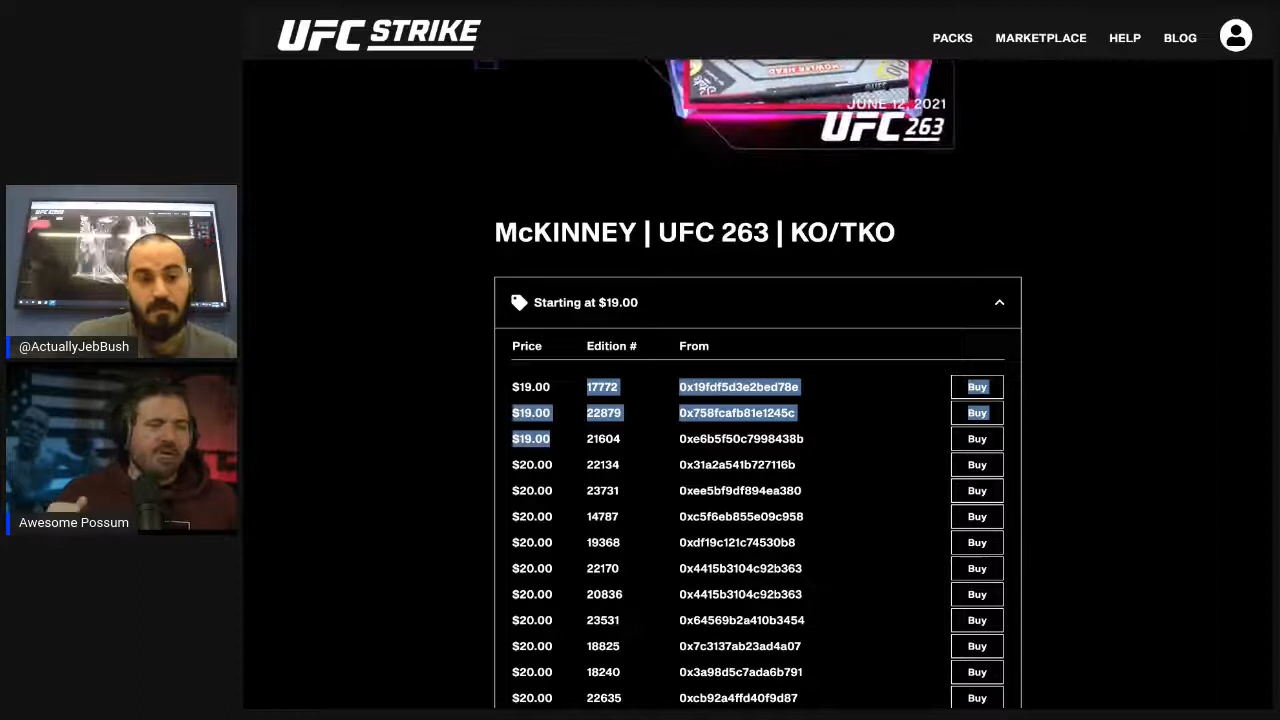 UFC STRIKE
PACKS MARKETPLACE HELP BLOG
JUNE 12, 2021
UFC 263
McKINNEY | UFC 263 | KO/TKO
Starting at $19.00
Price Edition # From
$19.00 17772 0x19fdf5d3e2bed78e Buy
$19.00 22879 0x758fcafb81e1245c Buy
$19.00 21604 0xe6b5f50c7998438b Buy
$20.00 22134 0x31a2a541b727116b Buy
$20.00 23731 0xee5bf9df894ea380 Buy
$20.00 14787 0xc5f6eb855e09c958 Buy
$20.00 19368 0xdf19c121c74530b8 Buy
$20.00 22170 0x4415b3104c92b363 Buy
$20.00 20836 0x4415b3104c92b363 Buy
$20.00 23531 0x64569b2a410b3454 Buy
$20.00 18825 0x7c3137ab23ad4a07 Buy
$20.00 18240 0x3a98d5c7ada6b791 Buy
$20.00 22635 0xcb92a4ffd40f9d87 Buy
@ActuallyJebBush
Awesome Possum